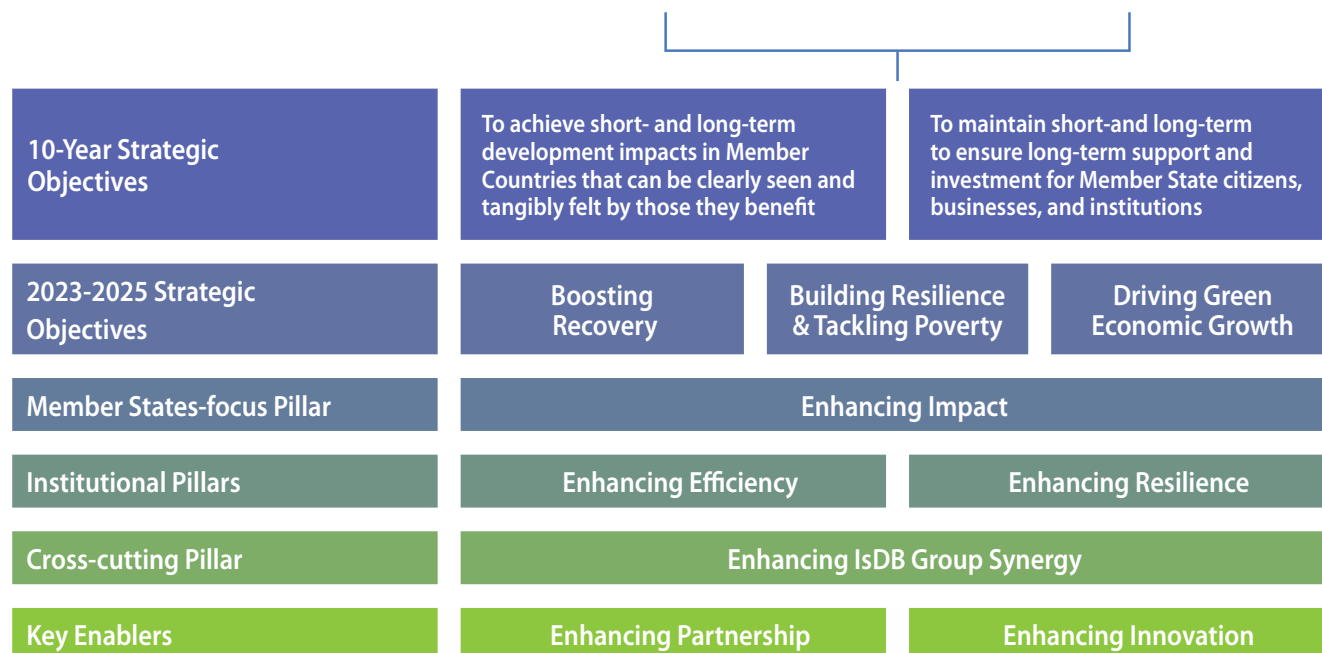 10-Year Strategic
Objectives
To achieve short- and long-term
development impacts in Member
Countries that can be clearly seen and
tangibly felt by those they benefit
To maintain short-and long-term
to ensure long-term support and
investment for Member State citizens,
businesses, and institutions
2023-2025 Strategic
Objectives
Boosting
Recovery
Building Resilience
& Tackling Poverty
Driving Green
Economic Growth
Member States-focus Pillar
Enhancing Impact
Institutional Pillars
Enhancing Efficiency
Enhancing Resilience
Cross-cutting Pillar
Enhancing IsDB Group Synergy
Key Enablers
Enhancing Partnership
Enhancing Innovation